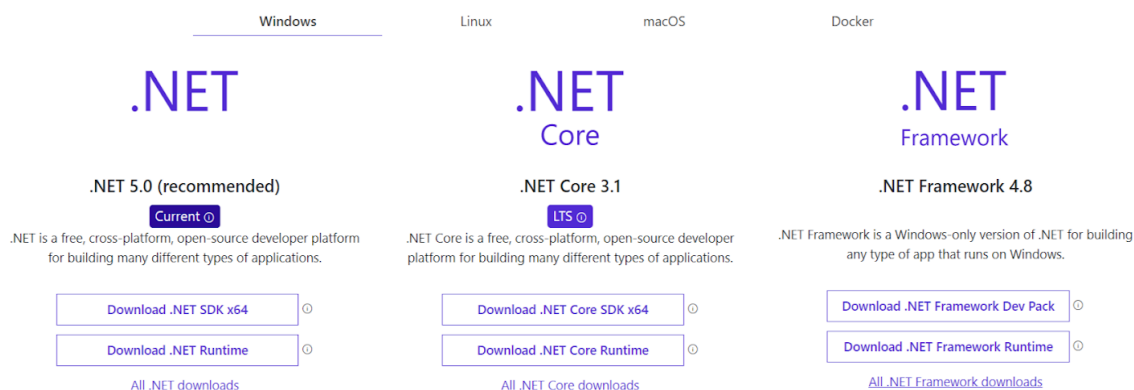 Windows
Linux
macOS
Docker
.NET
.NET 5.0 (recommended)
Current
.NET is a free, cross-platform, open-source developer platform
for building many different types of applications.
Download .NET SDK x64
Download .NET Runtime
All .NET downloads
.NET
Core
.NET Core 3.1
LTS
.NET Core is a free, cross-platform, open-source developer
platform for building many different types of applications.
Download .NET Core SDK x64
Download .NET Core Runtime
All .NET Core downloads
.NET
Framework
.NET Framework 4.8
.NET Framework is a Windows-only version of .NET for building
any type of app that runs on Windows.
Download .NET Framework Dev Pack
Download .NET Framework Runtime
All .NET Framework downloads